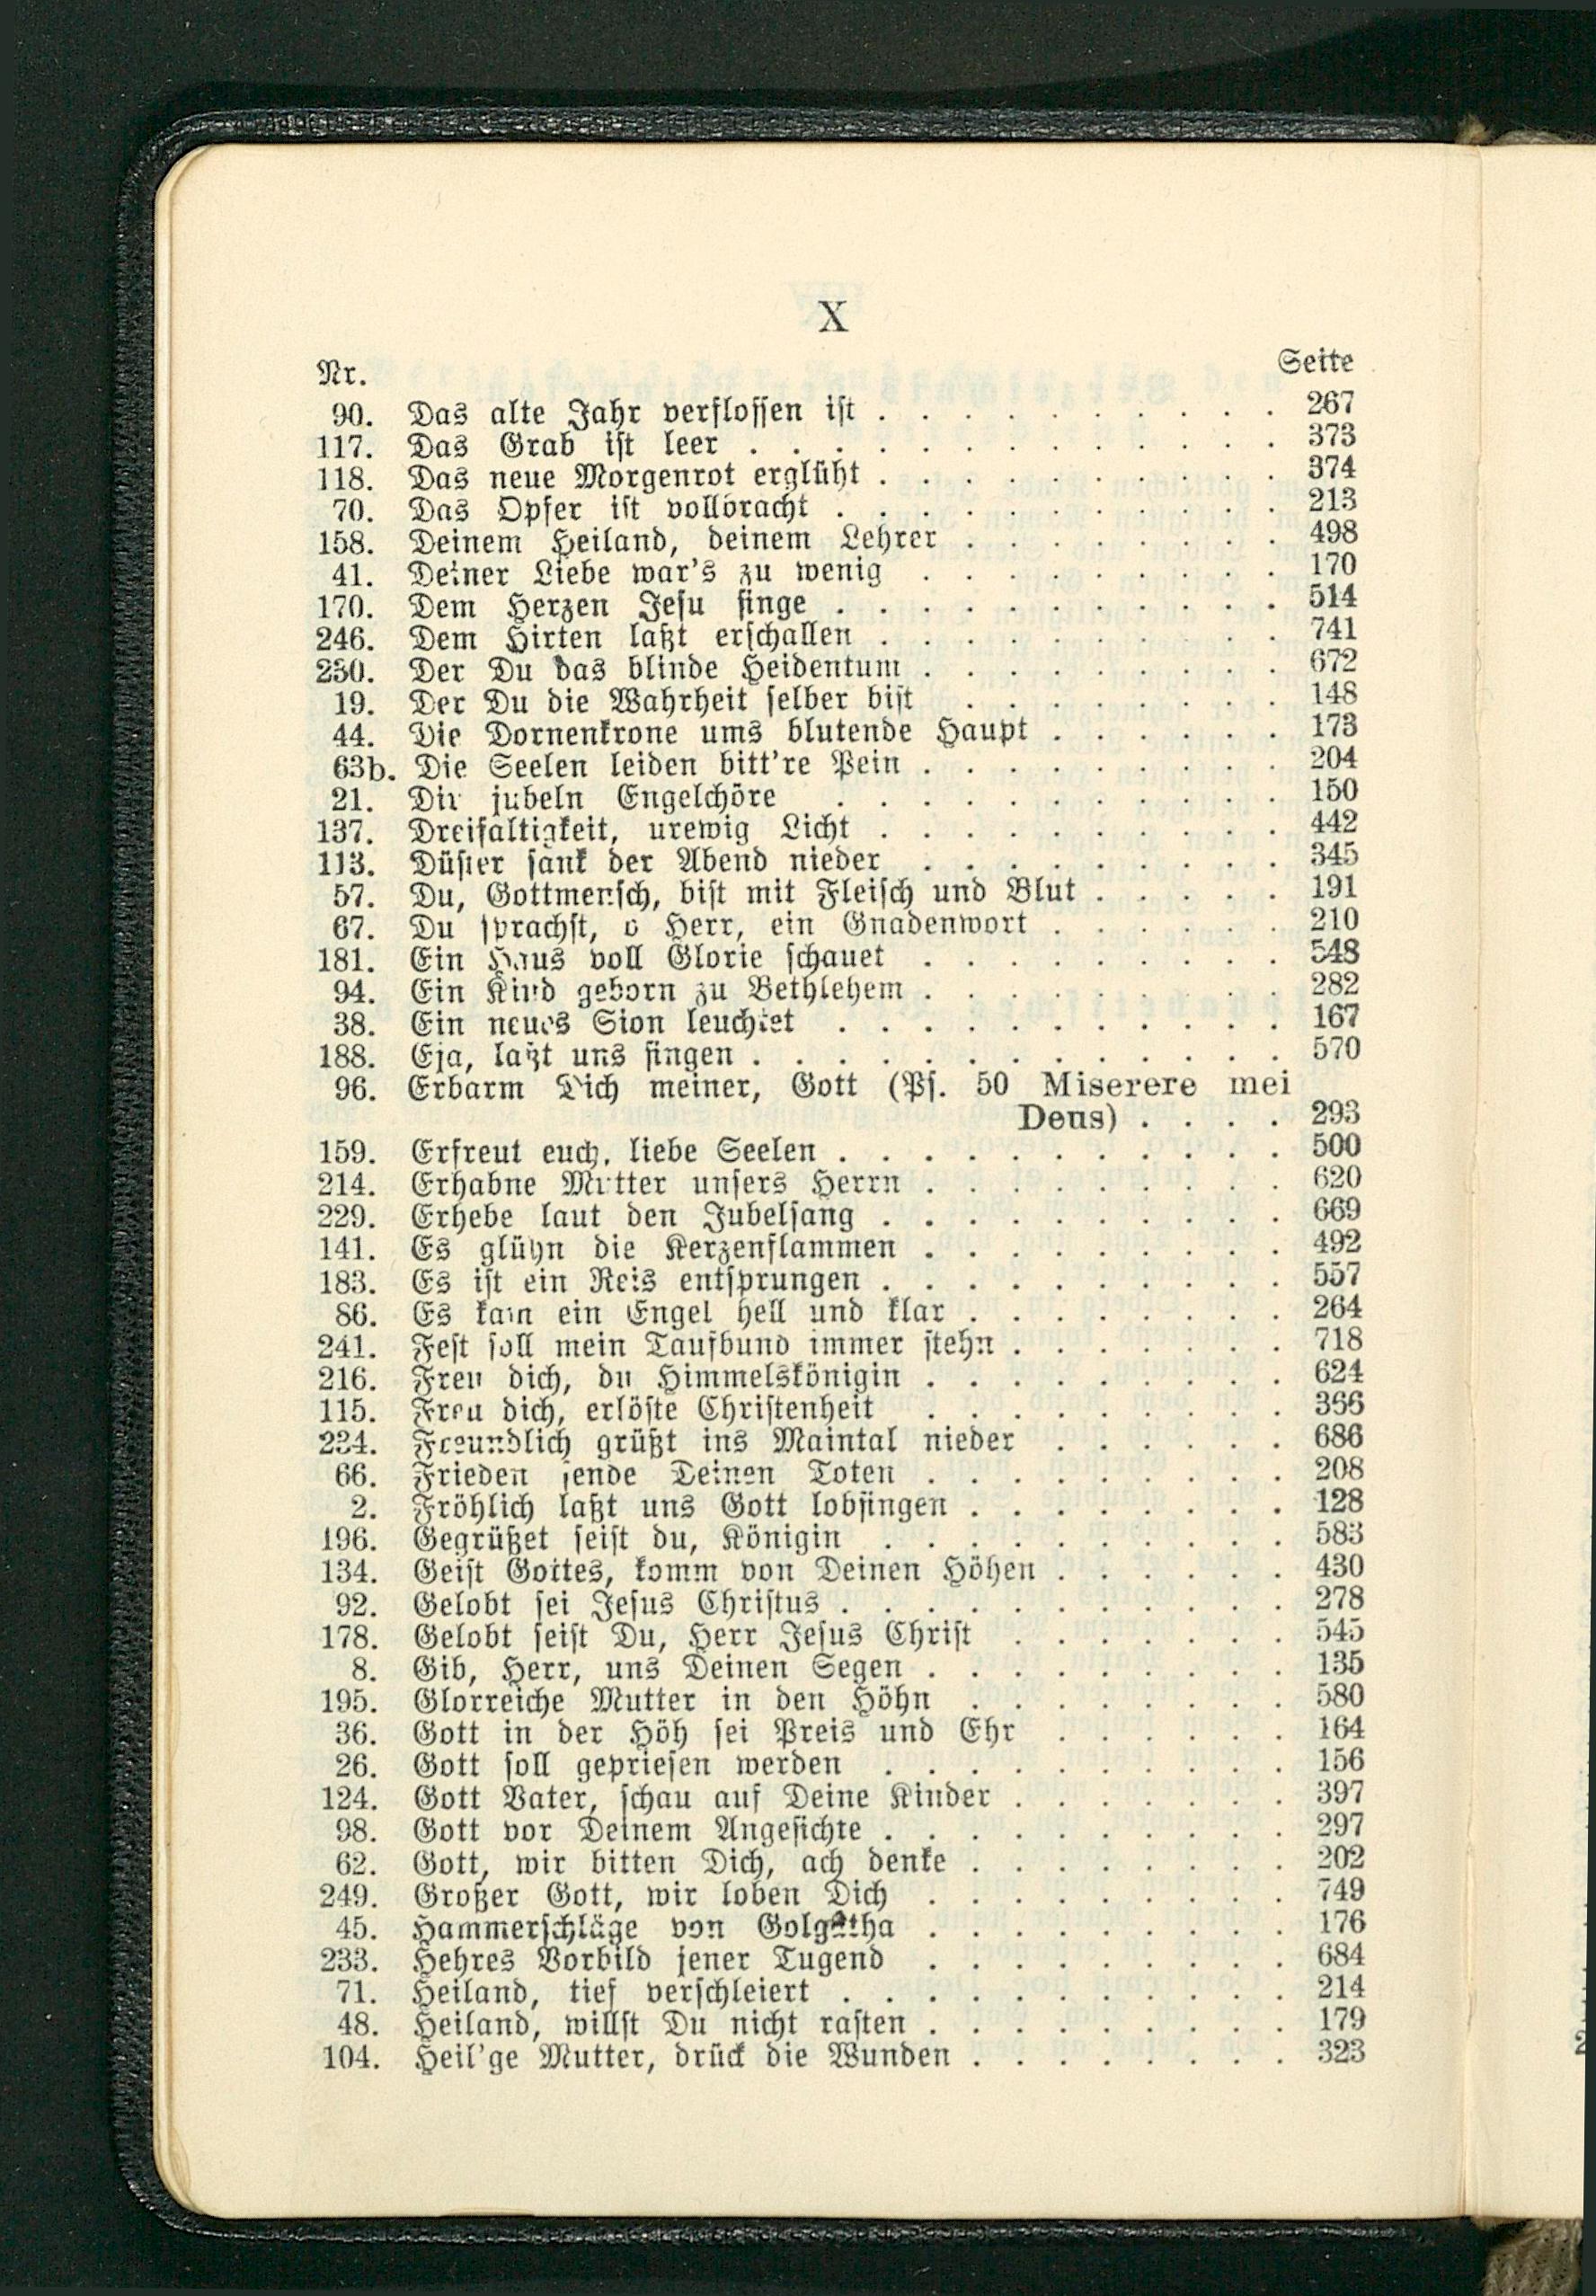 X
Nr. Seite
90. Das alte Jahr verflossen ist . . . . . . . . . . 267
117. Das Grab ist leer . . . . . . . . . . . . . 373
118. Das neue Morgenrot erglüht . . . . . . . . . . 374
70. Das Opfer ist vollbracht . . . . . . . . . . . 213
158. Deinem Heiland, deinem Lehrer . . . . . . . . 498
41. Deiner Liebe war's zu wenig . . . . . . . . . 170
170. Dem Herzen Jesu singe . . . . . . . . . . . 514
246. Dem Hirten laßt erschallen . . . . . . . . . . 741
230. Der Du das blinde Heidentum . . . . . . . . . 672
19. Der Du die Wahrheit selber bist . . . . . . . . 148
44. Die Dornenkrone ums blutende Haupt . . . . . . 173
63b. Die Seelen leiden bitt're Pein . . . . . . . . . 204
21. Dir jubeln Engelchöre . . . . . . . . . . . 150
137. Dreifaltigkeit, urewig Licht . . . . . . . . . . 442
113. Düster sank der Abend nieder . . . . . . . . . 345
57. Du, Gottmensch, bist mit Fleisch und Blut . . . . . 191
67. Du sprachst, o Herr, ein Gnadenwort . . . . . . 210
181. Ein Haus voll Glorie schauet . . . . . . . . . 548
94. Ein Kind geborn zu Bethlehem . . . . . . . . . 282
38. Ein neues Sion leuchtet . . . . . . . . . . . 167
188. Eja, laßt uns singen . . . . . . . . . . . . . 570
96. Erbarm Dich meiner, Gott (Ps. 50 Miserere mei
Deus) . . . . 293
159. Erfreut euch, liebe Seelen . . . . . . . . . . . 500
214. Erhabne Mutter unsers Herrn . . . . . . . . . 620
229. Erhebe laut den Jubelsang . . . . . . . . . . 669
141. Es glühn die Kerzenflammen . . . . . . . . . 492
183. Es ist ein Reis entsprungen . . . . . . . . . . 557
86. Es kam ein Engel hell und klar . . . . . . . . 264
241. Fest soll mein Taufbund immer stehn . . . . . . . 718
216. Freu dich, du Himmelskönigin . . . . . . . . . 624
115. Freu dich, erlöste Christenheit . . . . . . . . . 366
234. Freundlich grüßt ins Maintal nieder . . . . . . 686
66. Frieden sende Deinen Toten . . . . . . . . . 208
2. Fröhlich laßt uns Gott lobsingen . . . . . . . . 128
196. Gegrüßet seist du, Königin . . . . . . . . . . 583
134. Geist Gottes, komm von Deinen Höhen . . . . . . 430
92. Gelobt sei Jesus Christus . . . . . . . . . . . 278
178. Gelobt seist Du, Herr Jesus Christ . . . . . . . 545
8. Gib, Herr, uns Deinen Segen . . . . . . . . . 135
195. Glorreiche Mutter in den Höhn . . . . . . . . 580
36. Gott in der Höh sei Preis und Ehr . . . . . . 164
26. Gott soll gepriesen werden . . . . . . . . . . 156
124. Gott Vater, schau auf Deine Kinder . . . . . . . 397
98. Gott vor Deinem Angesichte . . . . . . . . . . 297
62. Gott, wir bitten Dich, ach denke . . . . . . . . 202
249. Großer Gott, wir loben Dich . . . . . . . . . 749
45. Hammerschläge von Golgatha . . . . . . . . . 176
233. Hehres Vorbild jener Tugend . . . . . . . . . 684
71. Heiland, tief verschleiert . . . . . . . . . . . 214
48. Heiland, willst Du nicht rasten . . . . . . . . . 179
104. Heil'ge Mutter, drück die Wunden . . . . . . . . 323